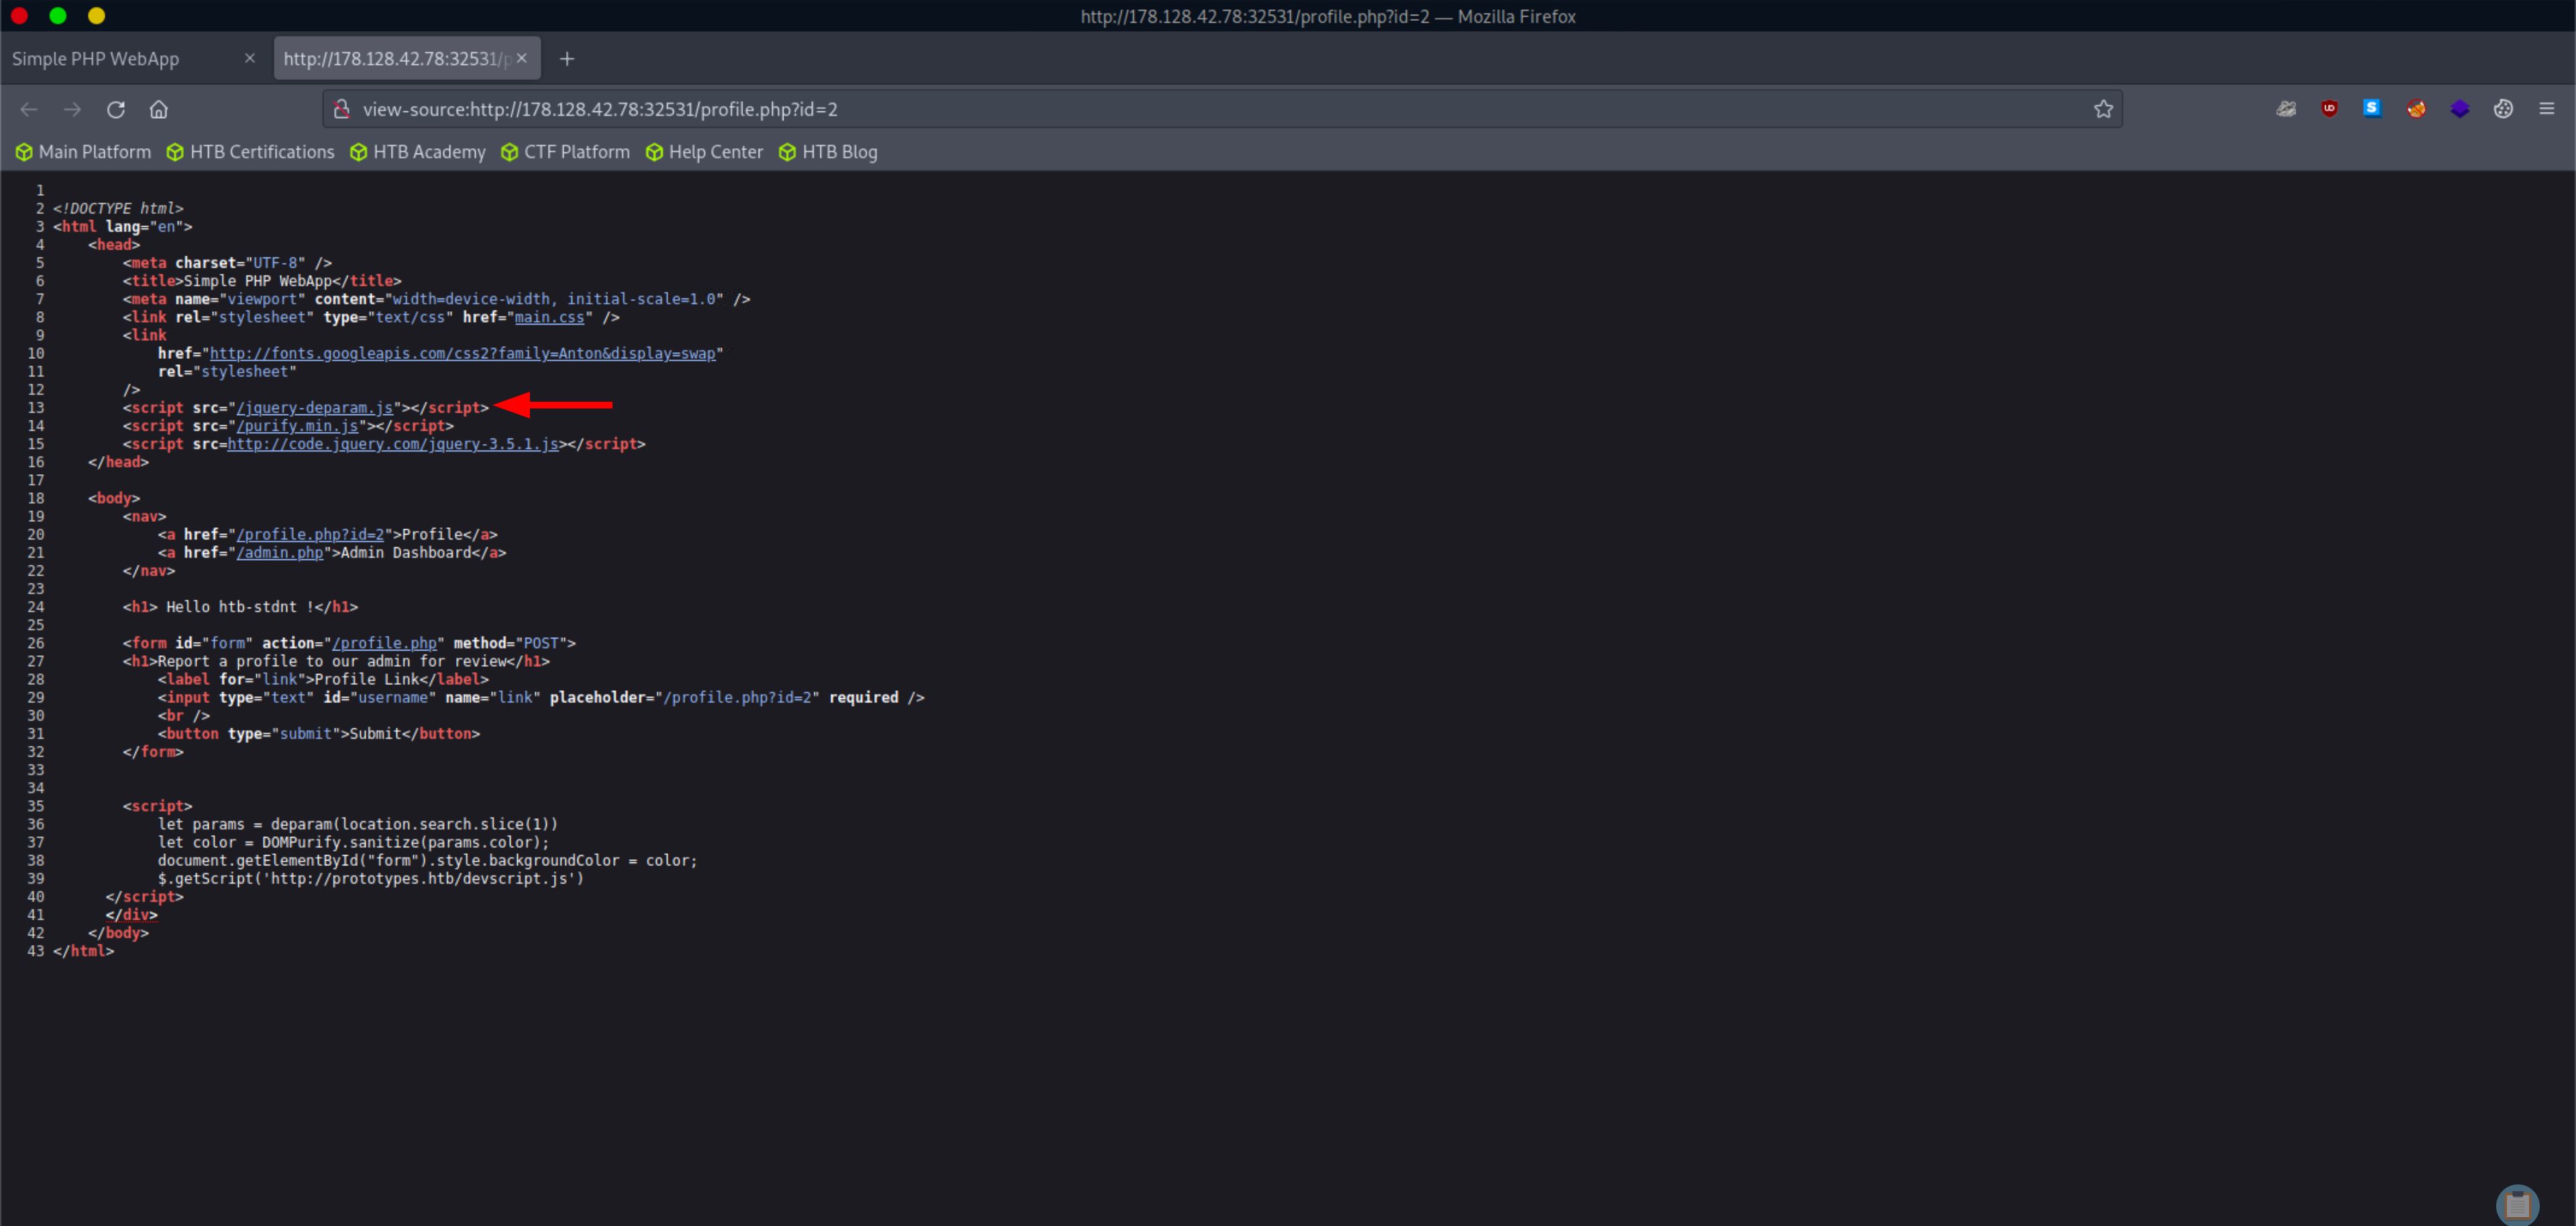 http://178.128.42.78:32531/profile.php?id=2 — Mozilla Firefox
Simple PHP WebApp
http://178.128.42.78:32531/p
view-source:http://178.128.42.78:32531/profile.php?id=2
Main Platform HTB Certifications HTB Academy CTF Platform Help Center HTB Blog
1
2 <!DOCTYPE html>
3 <html lang="en">
4     <head>
5         <meta charset="UTF-8" />
6         <title>Simple PHP WebApp</title>
7         <meta name="viewport" content="width=device-width, initial-scale=1.0" />
8         <link rel="stylesheet" type="text/css" href="main.css" />
9         <link
10             href="http://fonts.googleapis.com/css2?family=Anton&display=swap"
11             rel="stylesheet"
12         />
13         <script src="/jquery-deparam.js"></script>
14         <script src="/purify.min.js"></script>
15         <script src=http://code.jquery.com/jquery-3.5.1.js></script>
16     </head>
17
18     <body>
19         <nav>
20             <a href="/profile.php?id=2">Profile</a>
21             <a href="/admin.php">Admin Dashboard</a>
22         </nav>
23
24         <h1> Hello htb-stdnt !</h1>
25
26         <form id="form" action="/profile.php" method="POST">
27         <h1>Report a profile to our admin for review</h1>
28             <label for="link">Profile Link</label>
29             <input type="text" id="username" name="link" placeholder="/profile.php?id=2" required />
30             <br />
31             <button type="submit">Submit</button>
32         </form>
33
34
35         <script>
36             let params = deparam(location.search.slice(1))
37             let color = DOMPurify.sanitize(params.color);
38             document.getElementById("form").style.backgroundColor = color;
39             $.getScript('http://prototypes.htb/devscript.js')
40       </script>
41       </div>
42     </body>
43 </html>